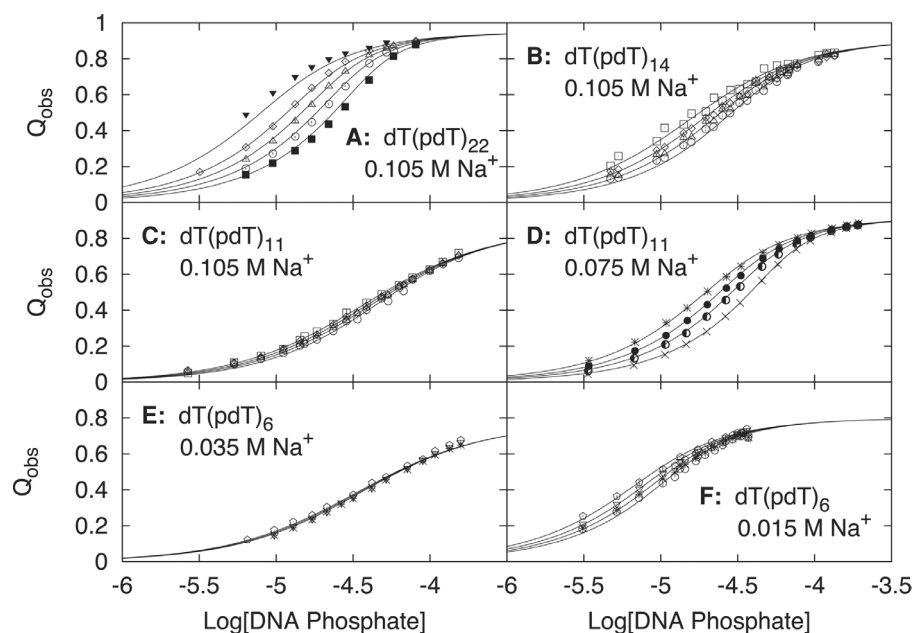 1
0.8
0.6
0.4
0.2
0
Q_obs
A: dT(pdT)₂₂
0.105 M Na⁺
B: dT(pdT)₁₄
0.105 M Na⁺
0.8
0.6
0.4
0.2
0
Q_obs
C: dT(pdT)₁₁
0.105 M Na⁺
D: dT(pdT)₁₁
0.075 M Na⁺
0.8
0.6
0.4
0.2
0
Q_obs
E: dT(pdT)₆
0.035 M Na⁺
F: dT(pdT)₆
0.015 M Na⁺
-6 -5.5 -5 -4.5 -4 -6 -5.5 -5 -4.5 -4 -3.5
Log[DNA Phosphate] Log[DNA Phosphate]